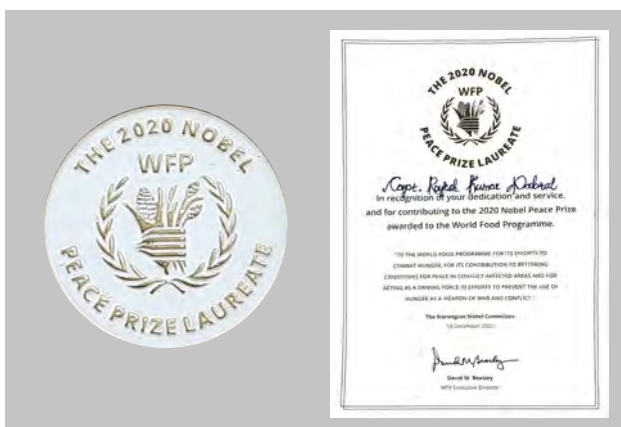 THE 2020 NOBEL
WFP
PEACE PRIZE LAUREATE
THE 2020 NOBEL
WFP
PEACE PRIZE LAUREATE
Capt. Kumar
In recognition of your dedication and service,
and for contributing to the 2020 Nobel Peace Prize
awarded to the World Food Programme.
"TO THE WORLD FOOD PROGRAMME FOR ITS EFFORTS TO
COMBAT HUNGER, FOR ITS CONTRIBUTION TO BETTERING
CONDITIONS FOR PEACE IN CONFLICT-AFFECTED AREAS AND FOR
ACTING AS A DRIVING FORCE IN EFFORTS TO PREVENT THE USE OF
HUNGER AS A WEAPON OF WAR AND CONFLICT."
The Norwegian Nobel Committee
December
David M. Beasley
WFP Executive Director